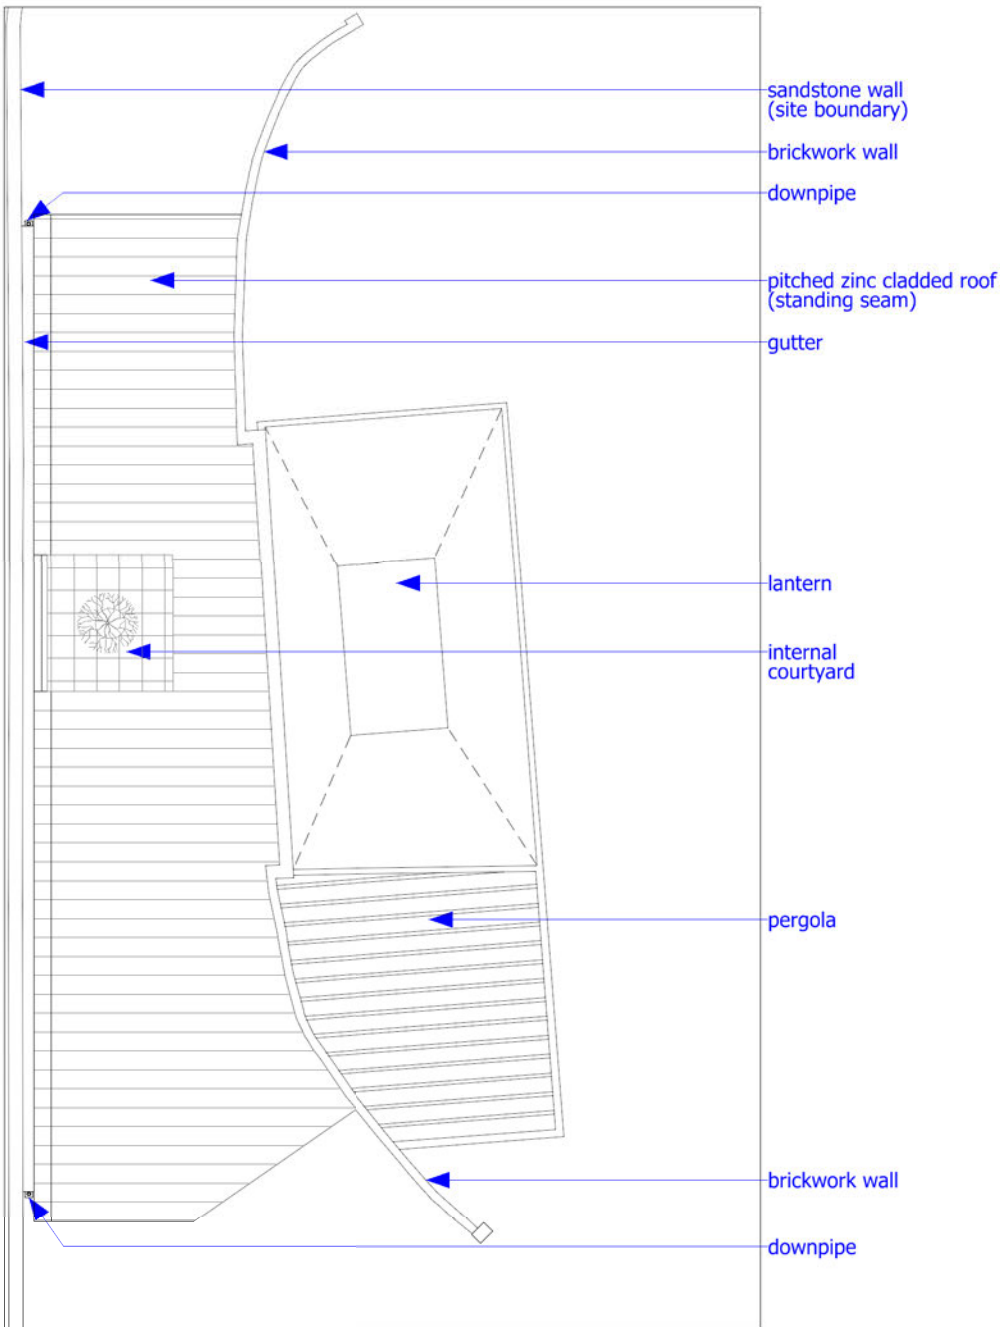 sandstone wall
(site boundary)
brickwork wall
downpipe
pitched zinc cladded roof
(standing seam)
gutter
lantern
internal
courtyard
pergola
brickwork wall
downpipe